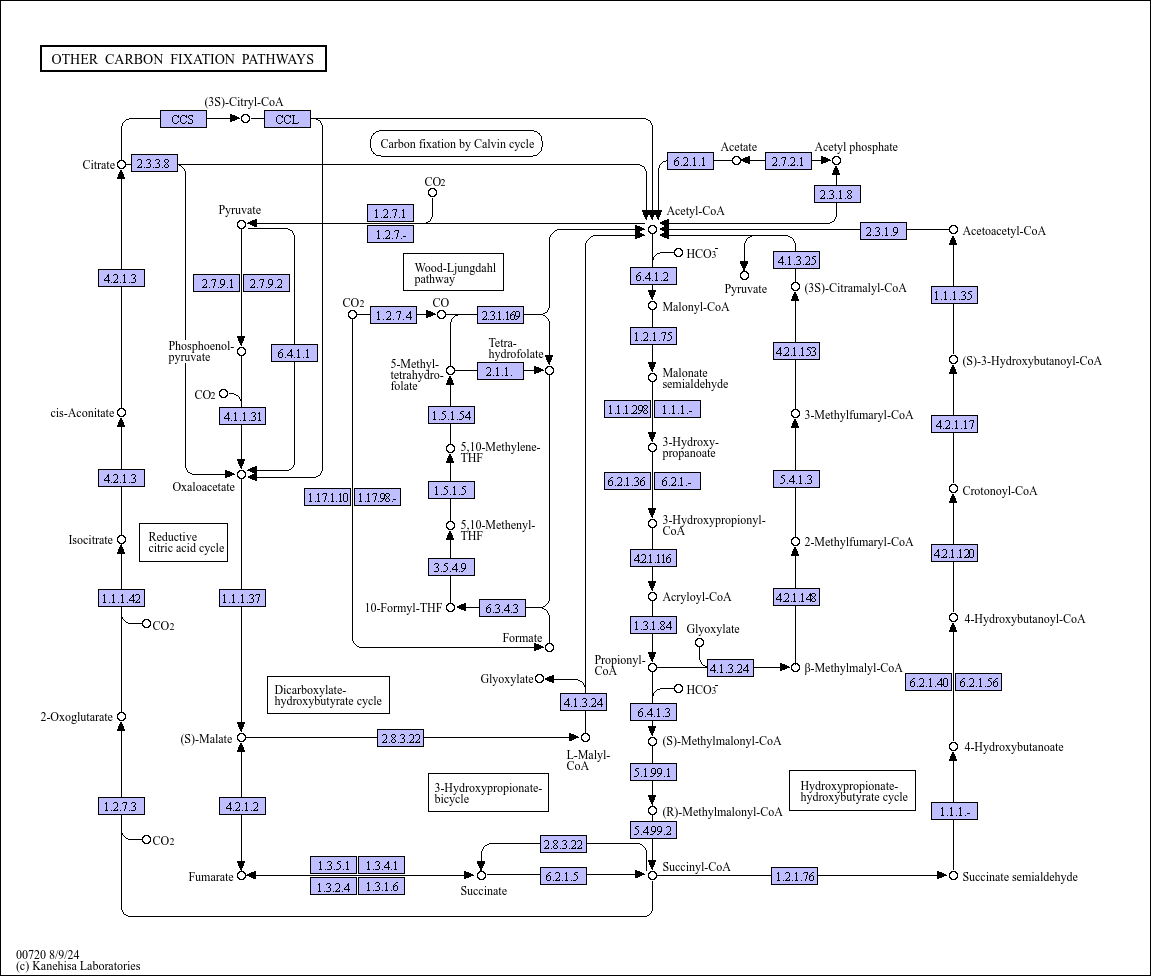 OTHER CARBON FIXATION PATHWAYS
(3S)-Citryl-CoA
CCS
CCL
Carbon fixation by Calvin cycle
Citrate
2.3.3.8
6.2.1.1
Acetate
2.7.2.1
Acetyl phosphate
CO2
2.3.1.8
Pyruvate
1.2.7.1
1.2.7.-
Acetyl-CoA
2.3.1.9
Acetoacetyl-CoA
4.2.1.3
2.7.9.1
2.7.9.2
Wood-Ljungdahl
pathway
HCO3-
6.4.1.2
Pyruvate
4.1.3.25
(3S)-Citramalyl-CoA
1.1.1.35
CO2
1.2.7.4
CO
2.3.1.169
Malonyl-CoA
1.2.1.75
Phosphoenol-
pyruvate
6.4.1.1
Tetra-
hydrofolate
5-Methyl-
tetrahydro-
folate
2.1.1.
4.2.1.153
(S)-3-Hydroxybutanoyl-CoA
Malonate
semialdehyde
CO2
4.1.1.31
cis-Aconitate
1.5.1.54
1.1.1.298
1.1.1.-
3-Methylfumaryl-CoA
4.2.1.17
5,10-Methylene-
THF
3-Hydroxy-
propanoate
4.2.1.3
Oxaloacetate
1.17.1.10
1.17.98.-
1.5.1.5
6.2.1.36
6.2.1.-
5.4.1.3
Crotonoyl-CoA
Isocitrate
Reductive
citric acid cycle
5,10-Methenyl-
THF
3-Hydroxypropionyl-
CoA
2-Methylfumaryl-CoA
4.2.1.120
3.5.4.9
4.2.1.116
1.1.1.42
1.1.1.37
10-Formyl-THF
6.3.4.3
Acryloyl-CoA
4.2.1.148
CO2
Formate
1.3.1.84
Glyoxylate
4-Hydroxybutanoyl-CoA
Propionyl-
CoA
4.1.3.24
β-Methylmalyl-CoA
Glyoxylate
HCO3-
6.2.1.40
6.2.1.56
Dicarboxylate-
hydroxybutyrate cycle
4.1.3.24
6.4.1.3
2-Oxoglutarate
(S)-Malate
2.8.3.22
L-Malyl-
CoA
(S)-Methylmalonyl-CoA
4-Hydroxybutanoate
5.1.99.1
3-Hydroxypropionate-
bicycle
Hydroxypropionate-
hydroxybutyrate cycle
1.2.7.3
4.2.1.2
(R)-Methylmalonyl-CoA
1.1.1.-
CO2
5.4.99.2
2.8.3.22
1.3.5.1
1.3.4.1
1.3.2.4
1.3.1.6
Fumarate
Succinate
6.2.1.5
Succinyl-CoA
1.2.1.76
Succinate semialdehyde
00720 8/9/24
(c) Kanehisa Laboratories